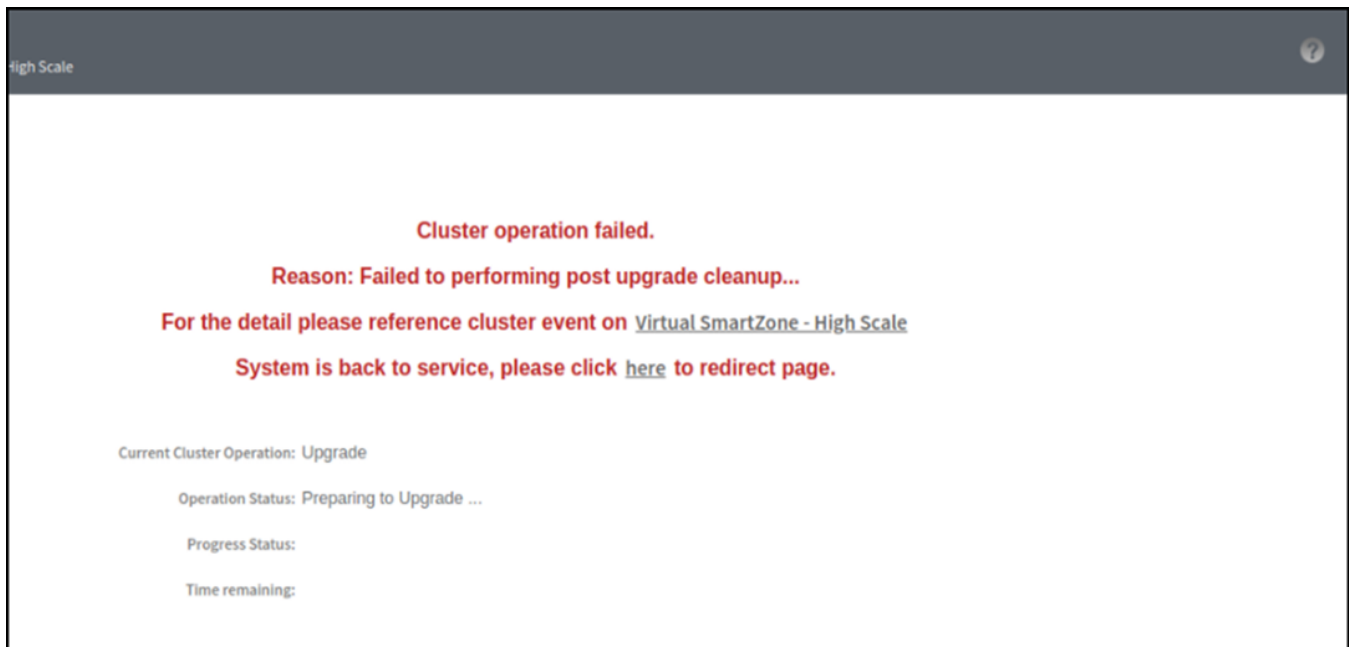 High Scale
?
Cluster operation failed.
Reason: Failed to performing post upgrade cleanup...
For the detail please reference cluster event on Virtual SmartZone - High Scale
System is back to service, please click here to redirect page.
Current Cluster Operation: Upgrade
Operation Status: Preparing to Upgrade ...
Progress Status:
Time remaining: